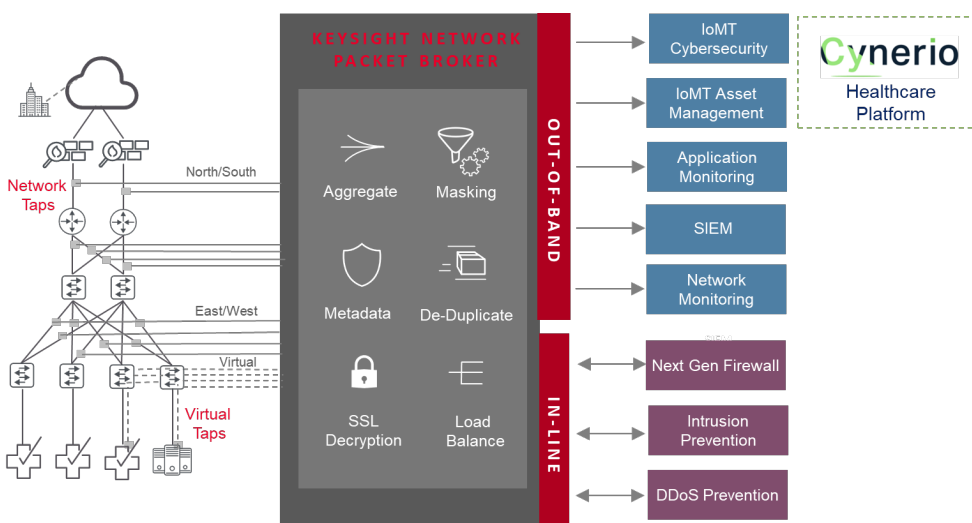 KEYSIGHT NETWORK
PACKET BROKER
Network
Taps
North/South
East/West
Virtual
Virtual
Taps
Aggregate
Masking
Metadata
De-Duplicate
SSL
Decryption
Load
Balance
OUT-OF-BAND
IN-LINE
IoMT
Cybersecurity
IoMT Asset
Management
Application
Monitoring
SIEM
Network
Monitoring
Next Gen Firewall
Intrusion
Prevention
DDoS Prevention
Cynerio
Healthcare
Platform